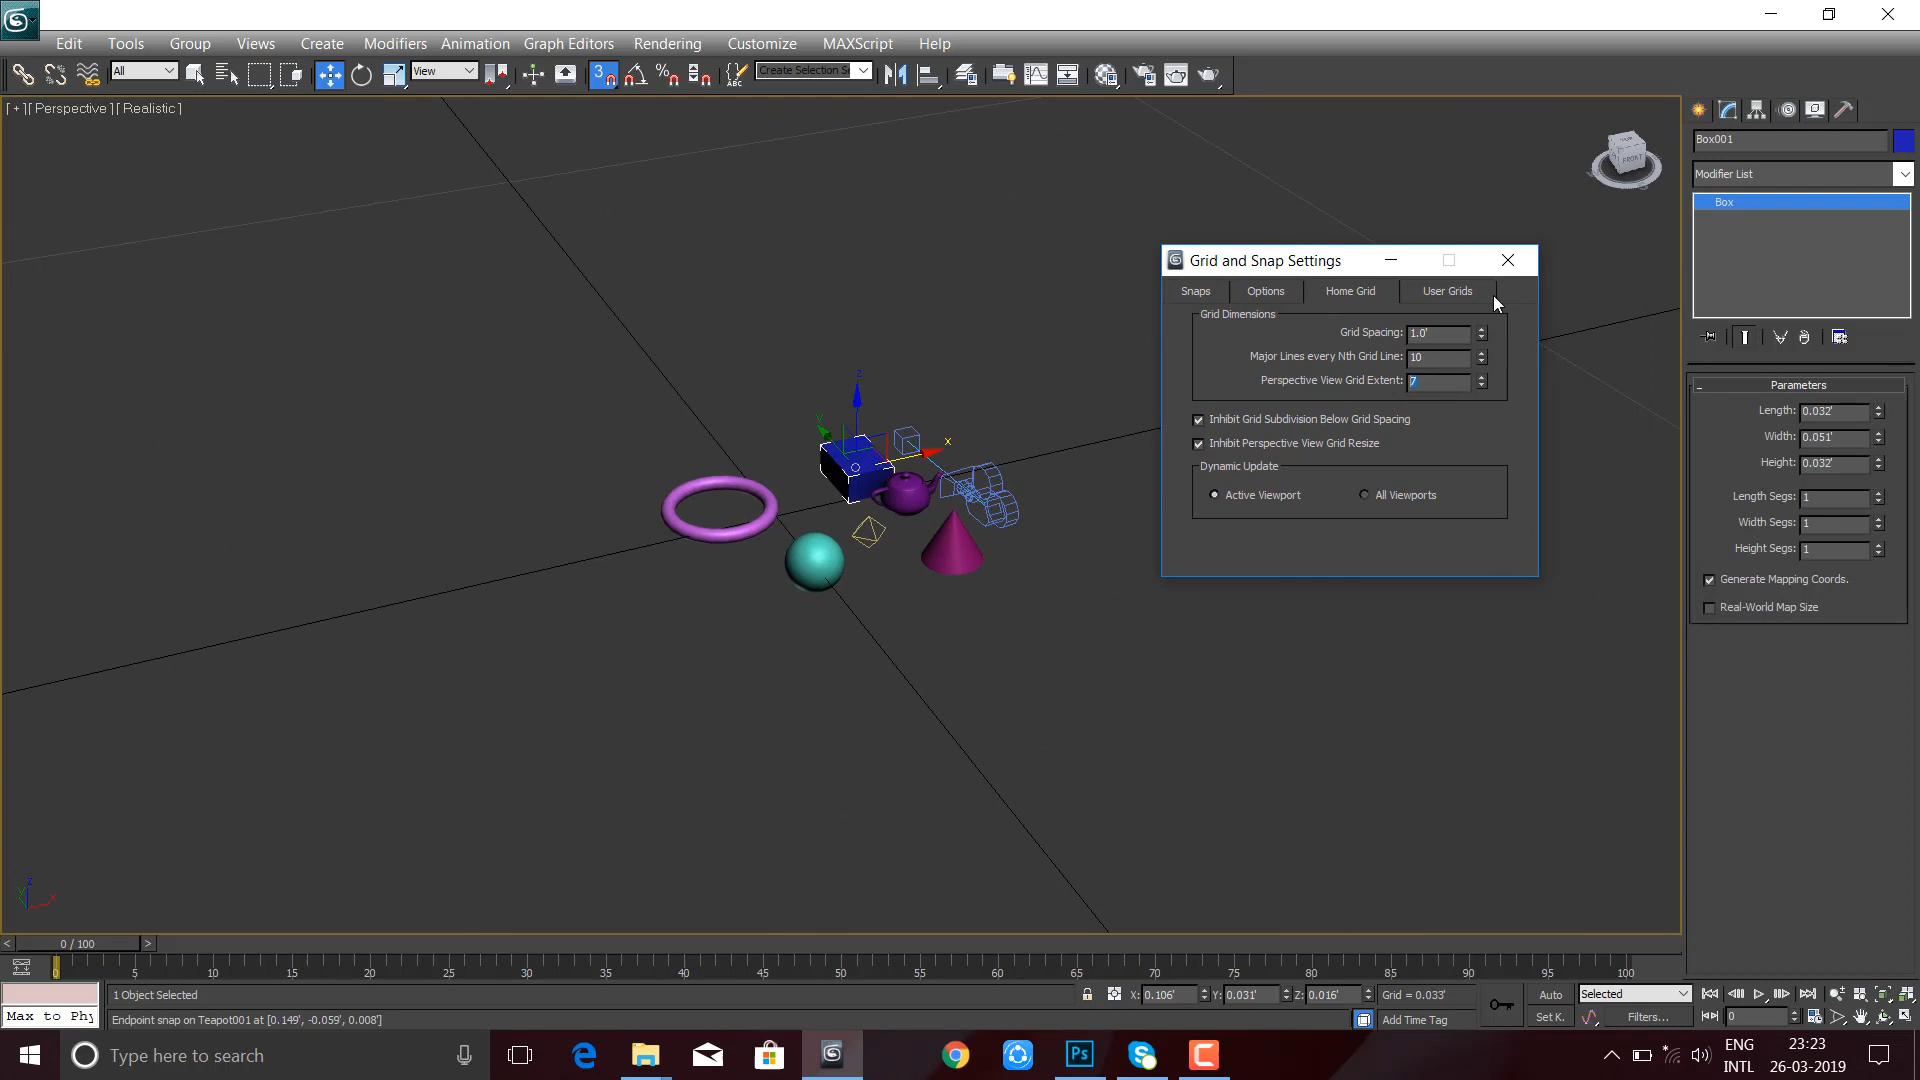 Edit Tools Group Views Create Modifiers Animation Graph Editors Rendering Customize MAXScript Help
All
View
3
%
ABC
Create Selection Se
[ + ][ Perspective ][ Realistic ]
FRONT
Box001
Modifier List
Box
Grid and Snap Settings
Snaps Options Home Grid User Grids
Grid Dimensions
Grid Spacing: 1.0'
Major Lines every Nth Grid Line: 10
Perspective View Grid Extent: 7
Inhibit Grid Subdivision Below Grid Spacing
Inhibit Perspective View Grid Resize
Dynamic Update
Active Viewport All Viewports
z
y
x
Parameters
Length: 0.032'
Width: 0.051'
Height: 0.032'
Length Segs: 1
Width Segs: 1
Height Segs: 1
Generate Mapping Coords.
Real-World Map Size
z
y
x
< 0 / 100 >
0 5 10 15 20 25 30 35 40 45 50 55 60 65 70 75 80 85 90 95 100
1 Object Selected X: 0.106' Y: 0.031' Z: 0.016' Grid = 0.033' Auto Selected
Max to Phy Endpoint snap on Teapot001 at [0.149', -0.059', 0.008'] Add Time Tag Set K. Filters... 0
Type here to search
Ps
ENG
INTL
23:23
26-03-2019